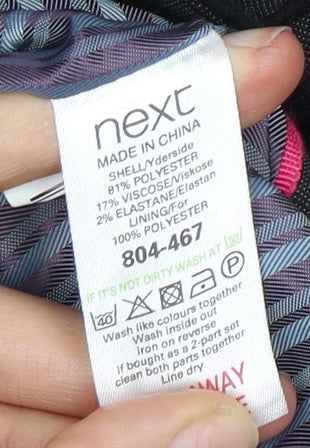 next
MADE IN CHINA
SHELL/Yderside
81% POLYESTER
17% VISCOSE/Viskose
2% ELASTANE/Elastan
LINING/For
100% POLYESTER
804-467
IF IT'S NOT DIRTY WASH AT 30
40 P
Wash like colours together
Wash inside out
Iron on reverse
If bought as a 2-part set
clean both parts together
Line dry